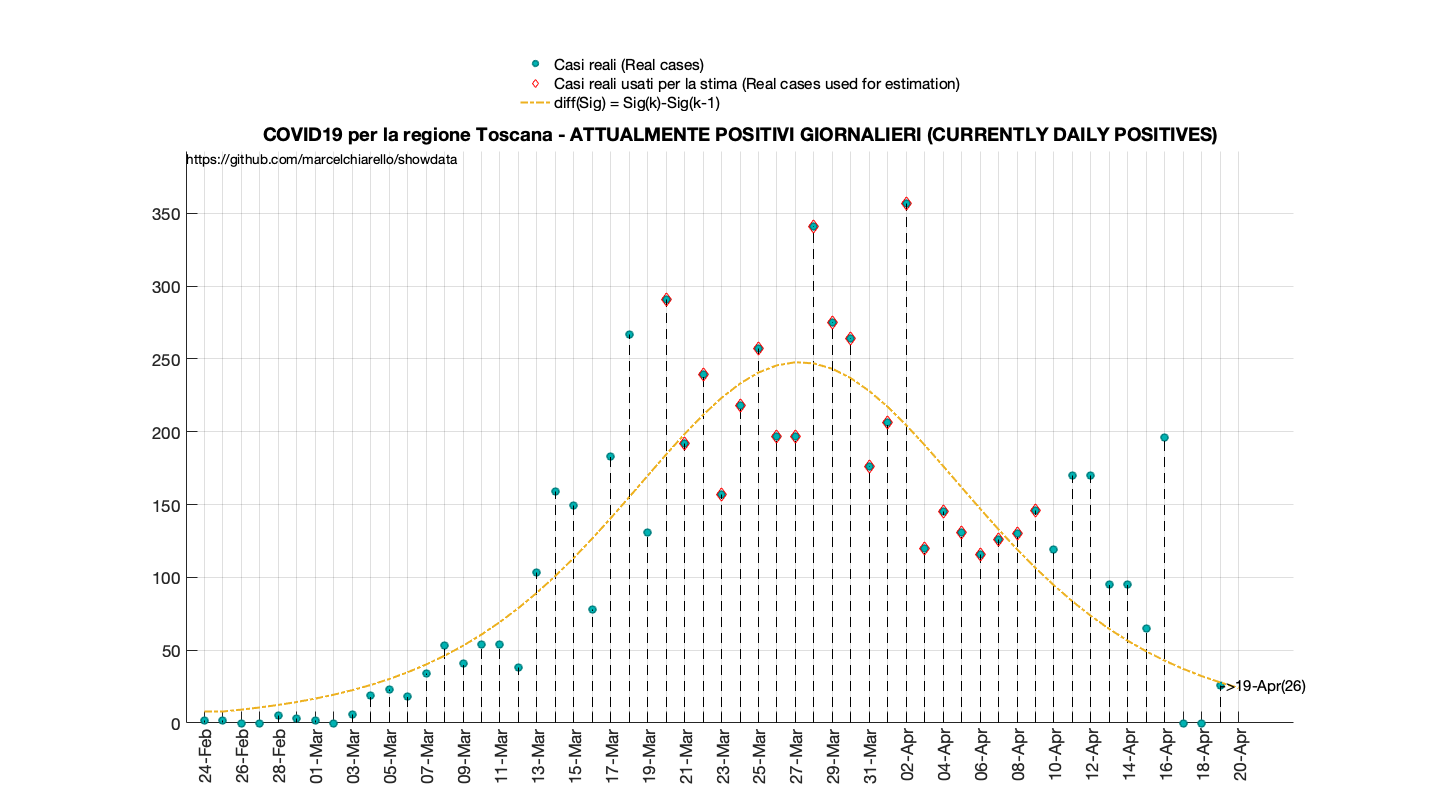 Casi reali (Real cases)
Casi reali usati per la stima (Real cases used for estimation)
diff(Sig) = Sig(k)-Sig(k-1)
COVID19 per la regione Toscana - ATTUALMENTE POSITIVI GIORNALIERI (CURRENTLY DAILY POSITIVES)
https://github.com/marcelchiarello/showdata
350
300
250
200
150
100
50
0
->19-Apr(26)
24-Feb
26-Feb
28-Feb
01-Mar
03-Mar
05-Mar
07-Mar
09-Mar
11-Mar
13-Mar
15-Mar
17-Mar
19-Mar
21-Mar
23-Mar
25-Mar
27-Mar
29-Mar
31-Mar
02-Apr
04-Apr
06-Apr
08-Apr
10-Apr
12-Apr
14-Apr
16-Apr
18-Apr
20-Apr